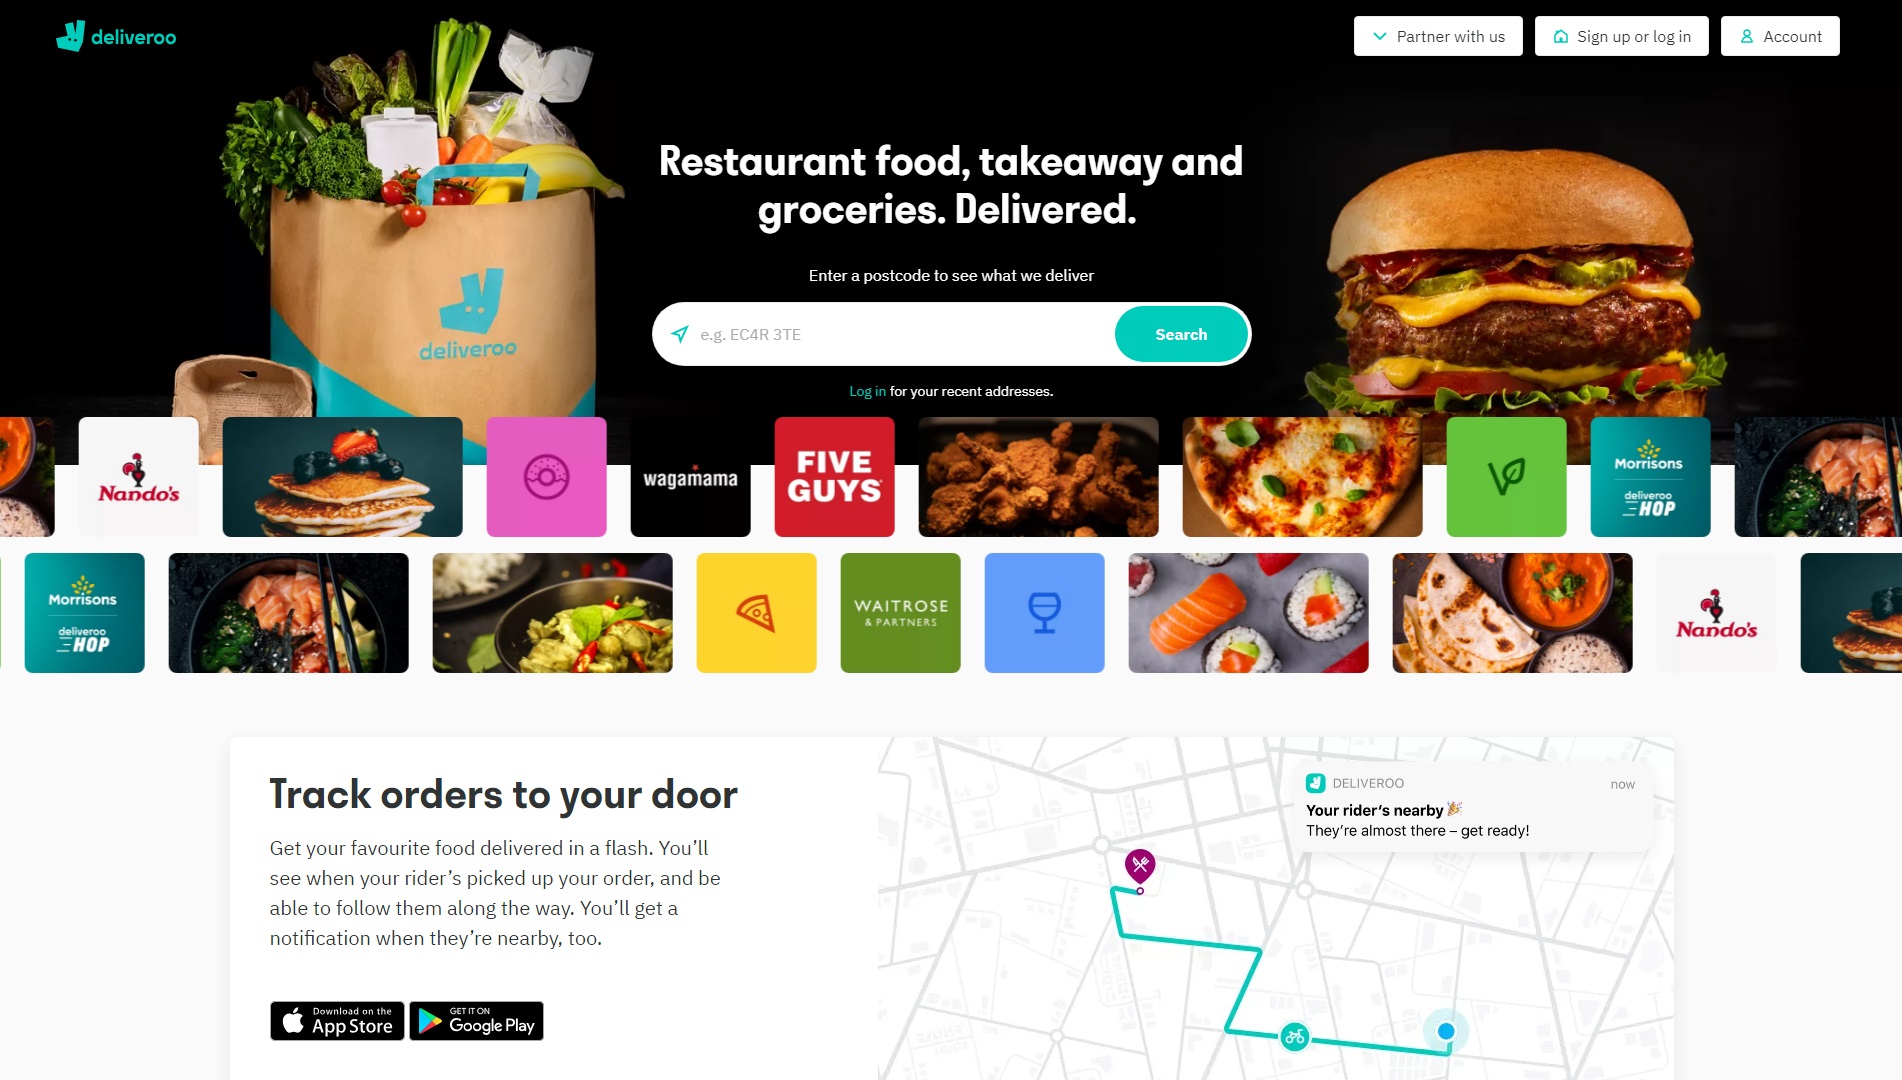 deliveroo
Partner with us
Sign up or log in
Account
Restaurant food, takeaway and
groceries. Delivered.
Enter a postcode to see what we deliver
e.g. EC4R 3TE
Search
Log in for your recent addresses.
deliveroo
Nando's
wagamama
FIVE
GUYS
Morrisons
deliveroo
HOP
Morrisons
deliveroo
HOP
WAITROSE
& PARTNERS
Nando's
Track orders to your door
Get your favourite food delivered in a flash. You’ll
see when your rider’s picked up your order, and be
able to follow them along the way. You’ll get a
notification when they’re nearby, too.
Download on the
App Store
GET IT ON
Google Play
DELIVEROO
now
Your rider’s nearby 🎉
They’re almost there – get ready!